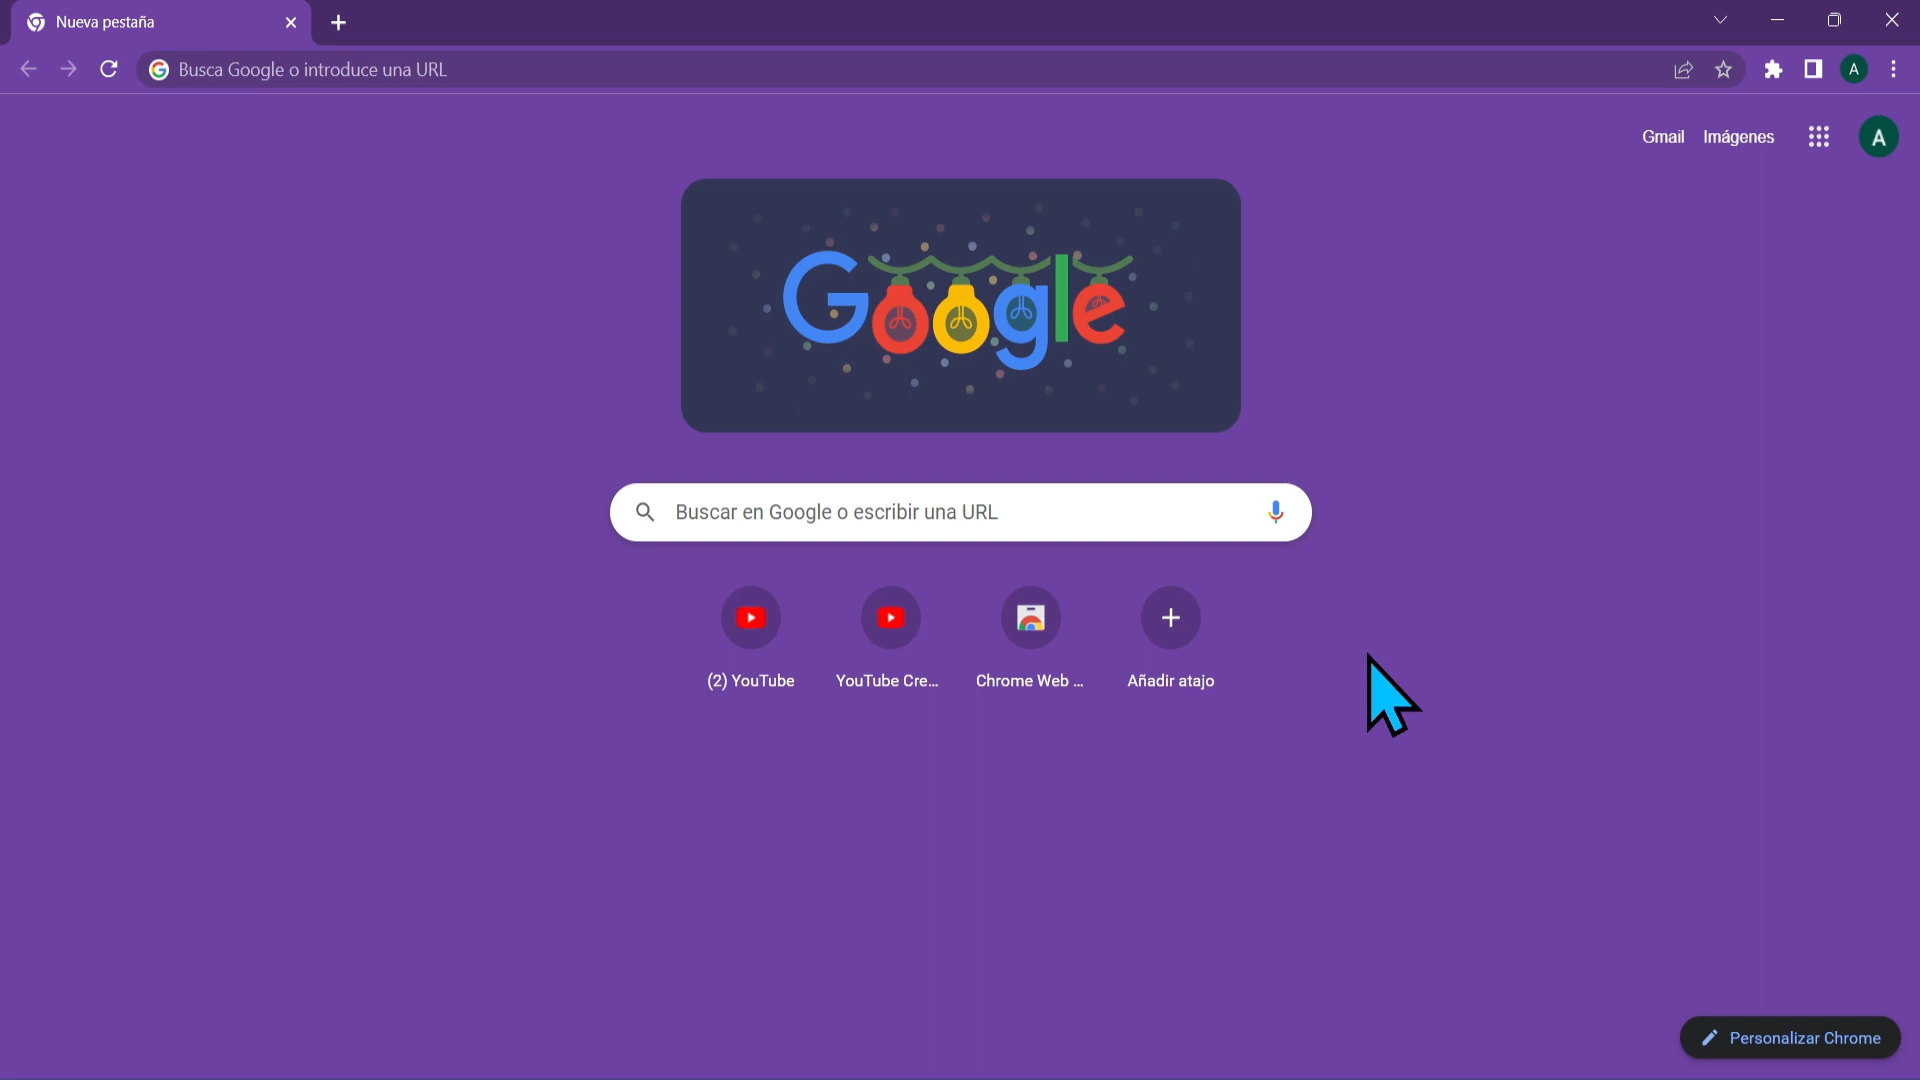 Nueva pestaña
Busca Google o introduce una URL
A
Gmail Imágenes
A
Google
Buscar en Google o escribir una URL
(2) YouTube
YouTube Cre...
Chrome Web ...
Añadir atajo
Personalizar Chrome